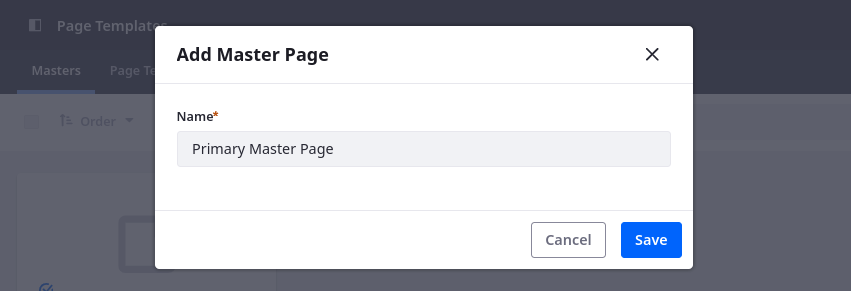 Page Templates
Add Master Page
Masters
Page Te
Name*
Order
Primary Master Page
Cancel
Save